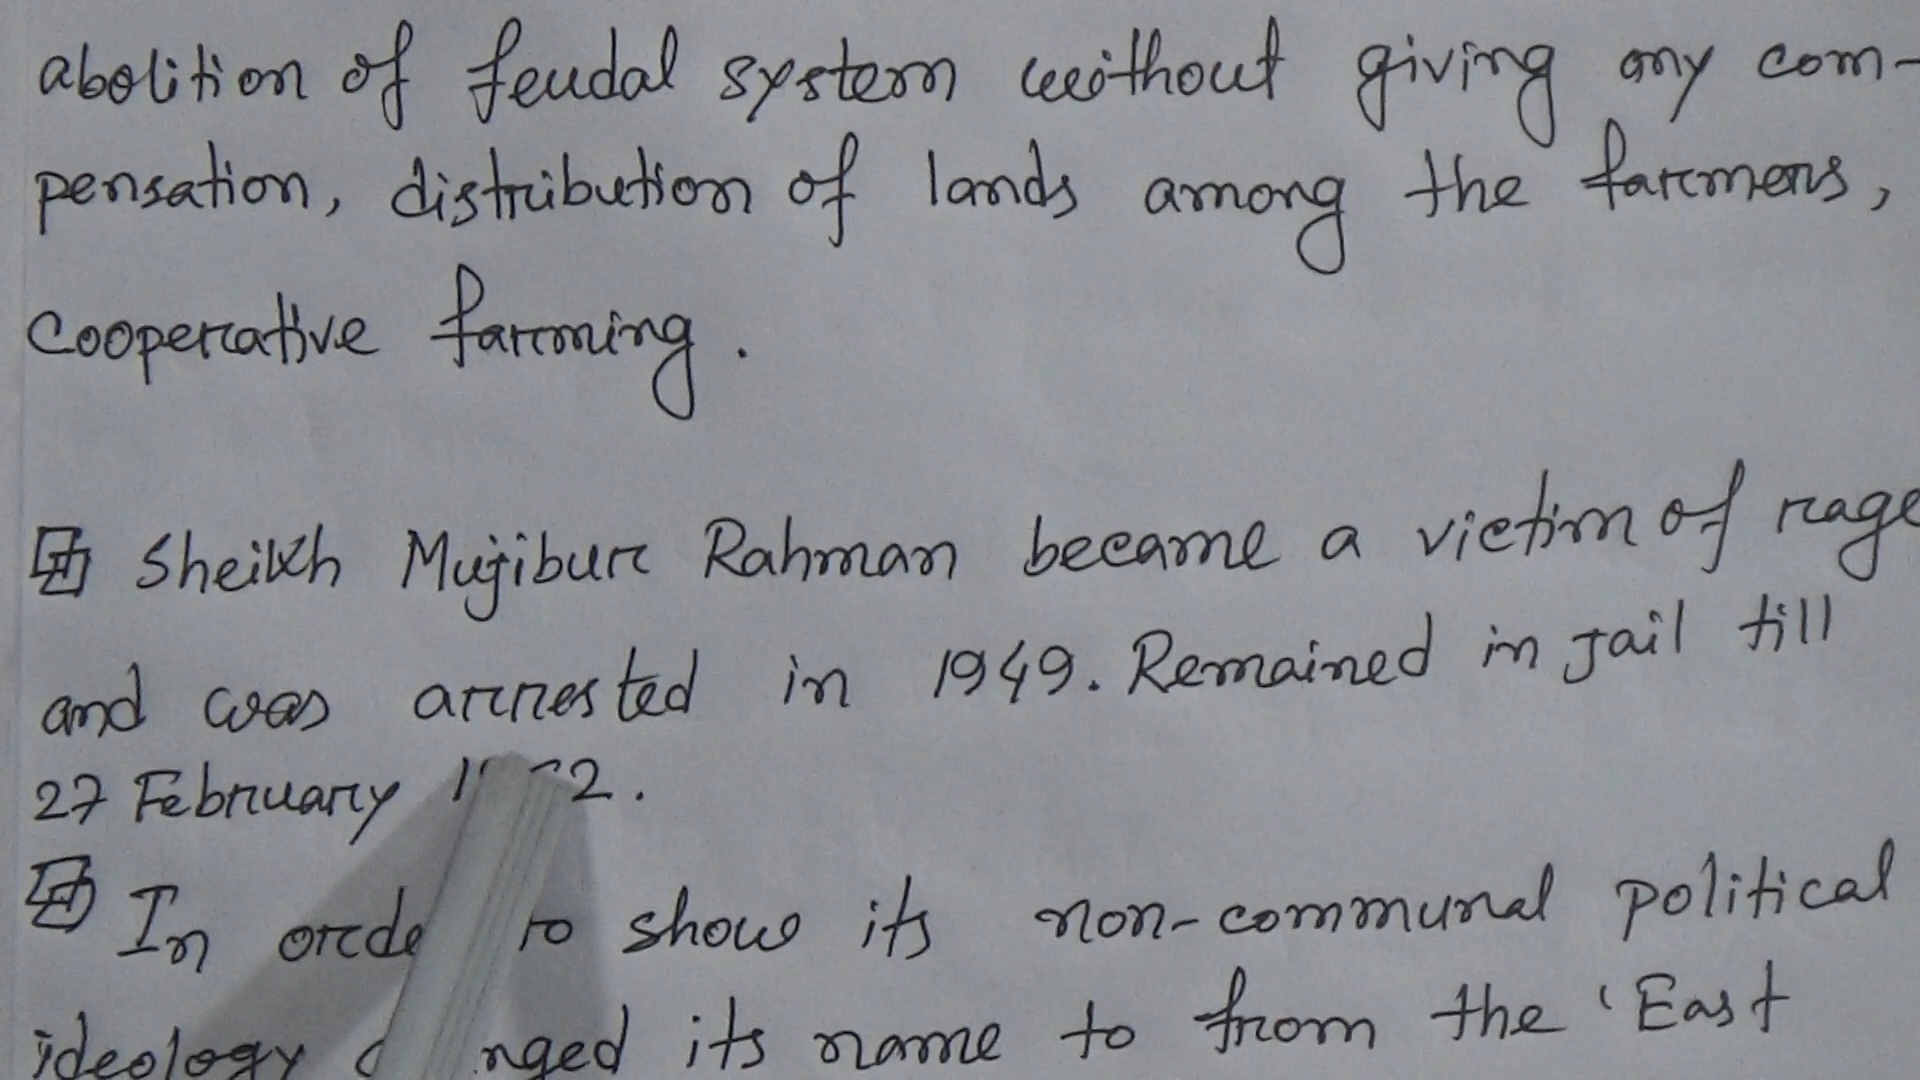 abolition of feudal system without giving any com-
pensation, distribution of lands among the farmers,
Cooperative farming.
Sheikh Mujibur Rahman became a victim of rage
and was arrested in 1949. Remained in jail till
27 February
In to show its non-communal political
ideology its name to from the 'East